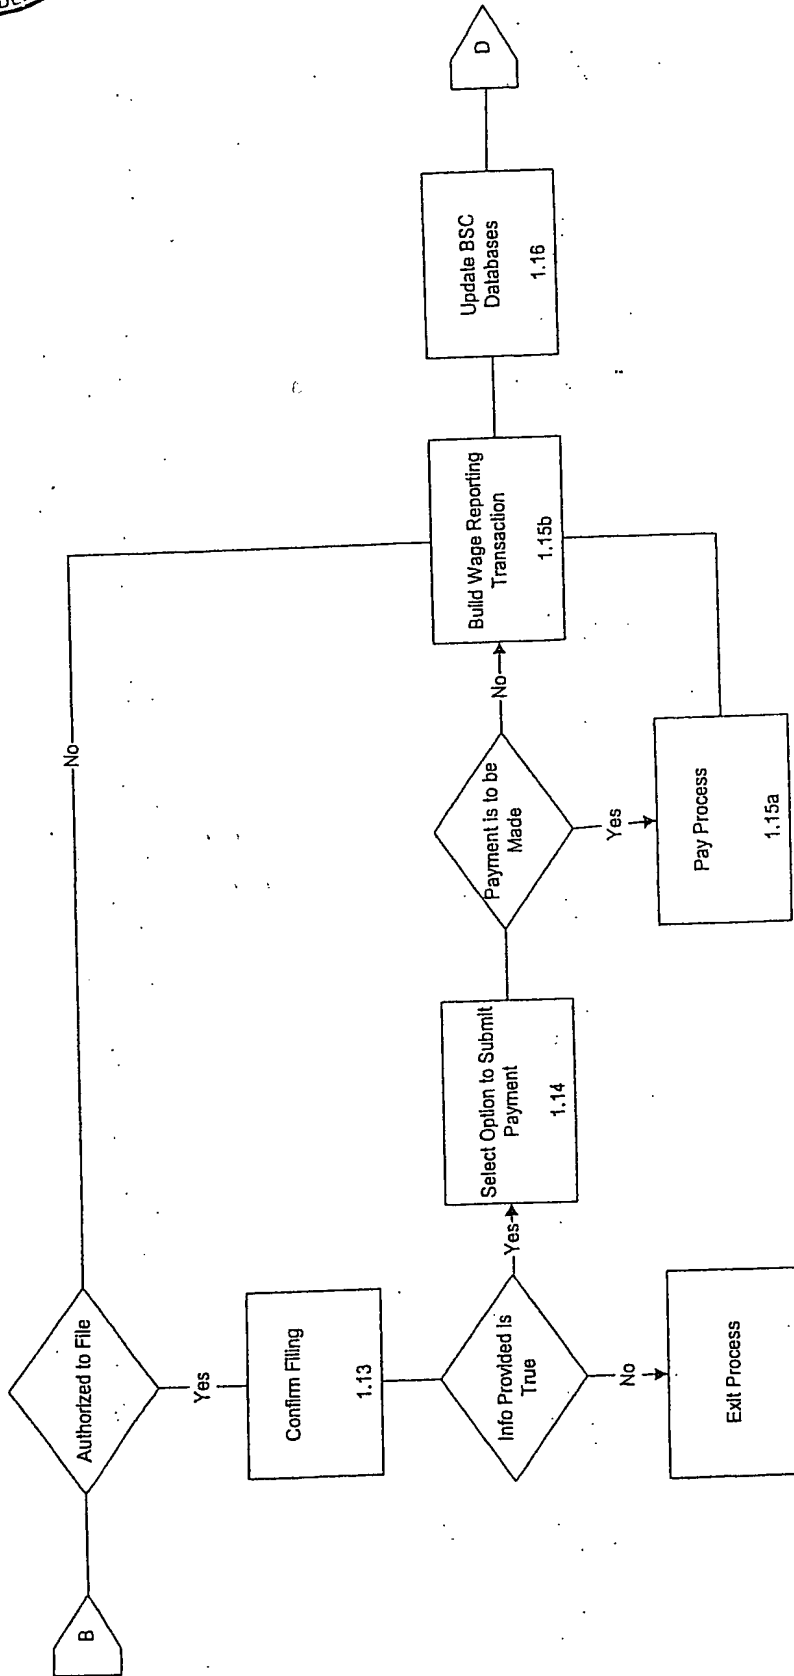 B
Authorized to File
No
Yes
Confirm Filing
1.13
Info Provided is
True
No
Exit Process
Yes
Select Option to Submit
Payment
1.14
Payment is to be
Made
No
Yes
Pay Process
1.15a
Build Wage Reporting
Transaction
1.15b
Update BSC
Databases
1.16
D